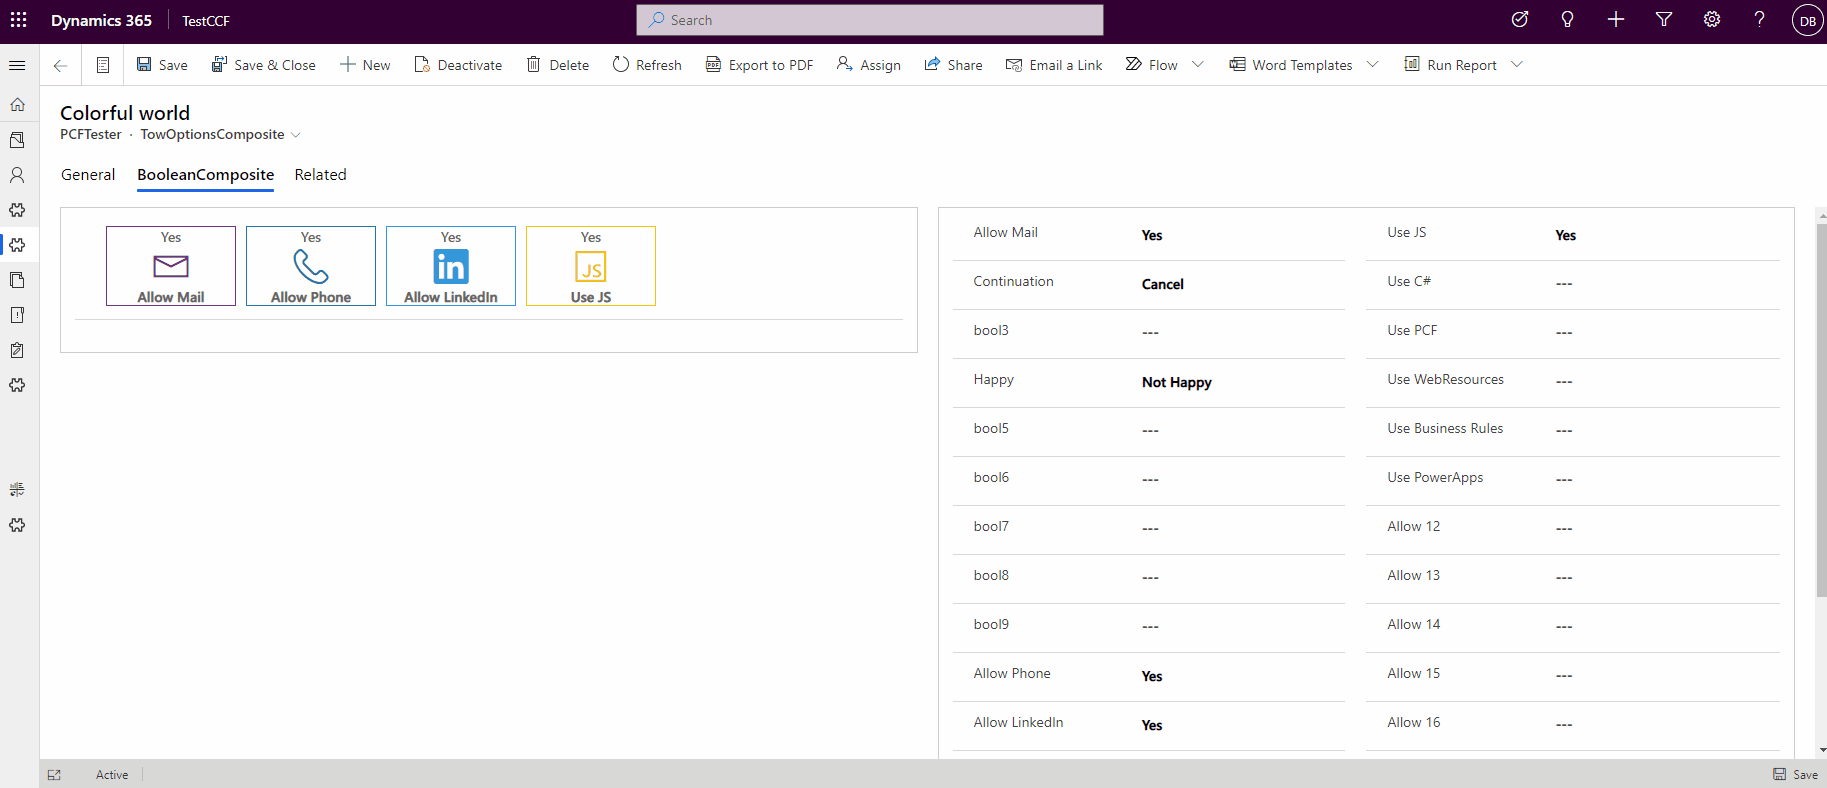 Dynamics 365 TestCCF Search DB
Save Save & Close New Deactivate Delete Refresh Export to PDF Assign Share Email a Link Flow Word Templates Run Report
Colorful world
PCFTester · TowOptionsComposite
General BooleanComposite Related
Yes Yes Yes Yes
in JS
Allow Mail Allow Phone Allow LinkedIn Use JS
Allow Mail Yes
Continuation Cancel
bool3 ---
Happy Not Happy
bool5 ---
bool6 ---
bool7 ---
bool8 ---
bool9 ---
Allow Phone Yes
Allow LinkedIn Yes
Use JS Yes
Use C# ---
Use PCF ---
Use WebResources ---
Use Business Rules ---
Use PowerApps ---
Allow 12 ---
Allow 13 ---
Allow 14 ---
Allow 15 ---
Allow 16 ---
Active Save